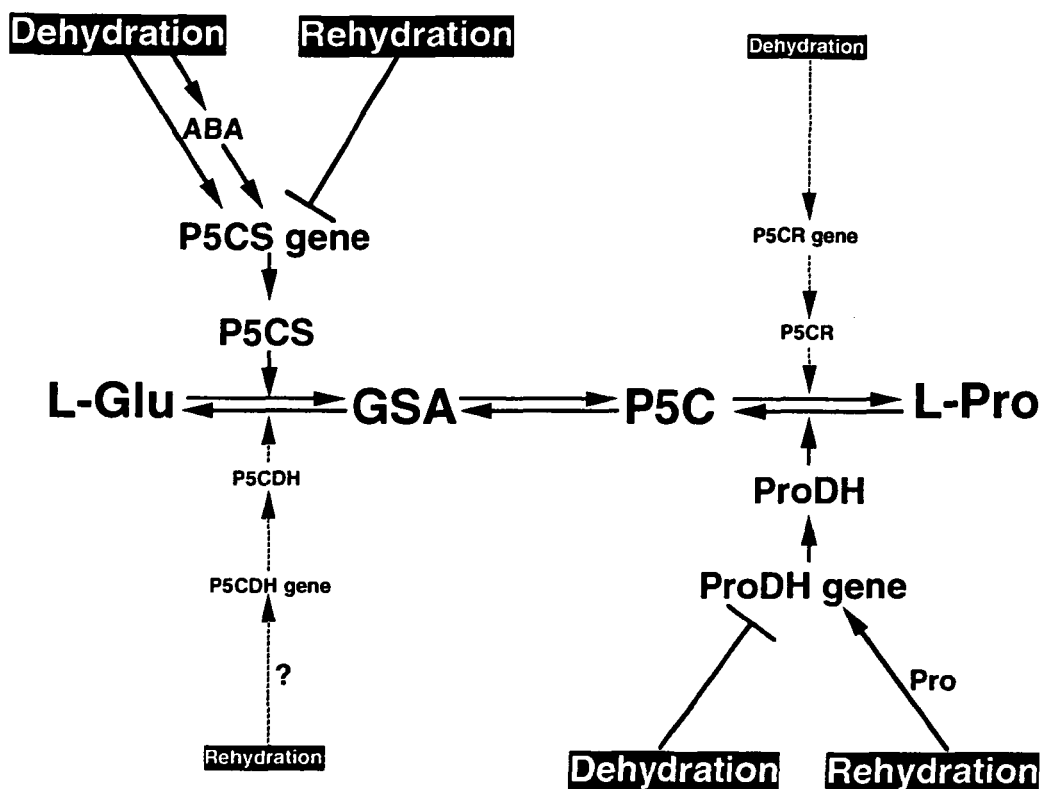 Dehydration
Rehydration
Dehydration
ABA
P5CS gene
P5CR gene
P5CS
P5CR
L-Glu
GSA
P5C
L-Pro
P5CDH
ProDH
P5CDH gene
ProDH gene
?
Pro
Rehydration
Dehydration
Rehydration